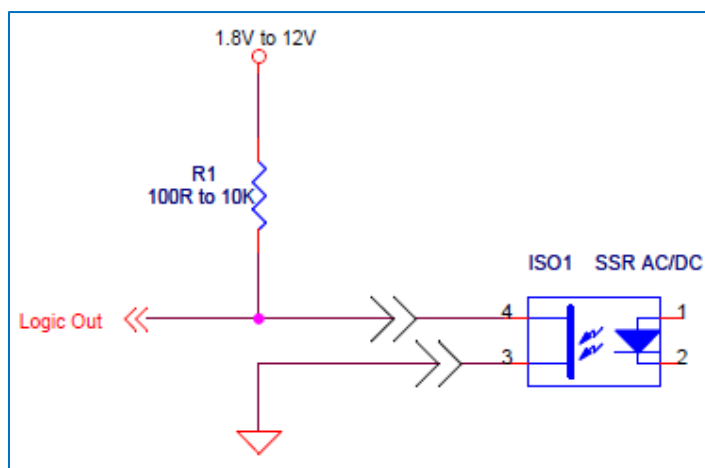 1.8V to 12V
R1
100R to 10K
ISO1 SSR AC/DC
Logic Out
4
1
3
2